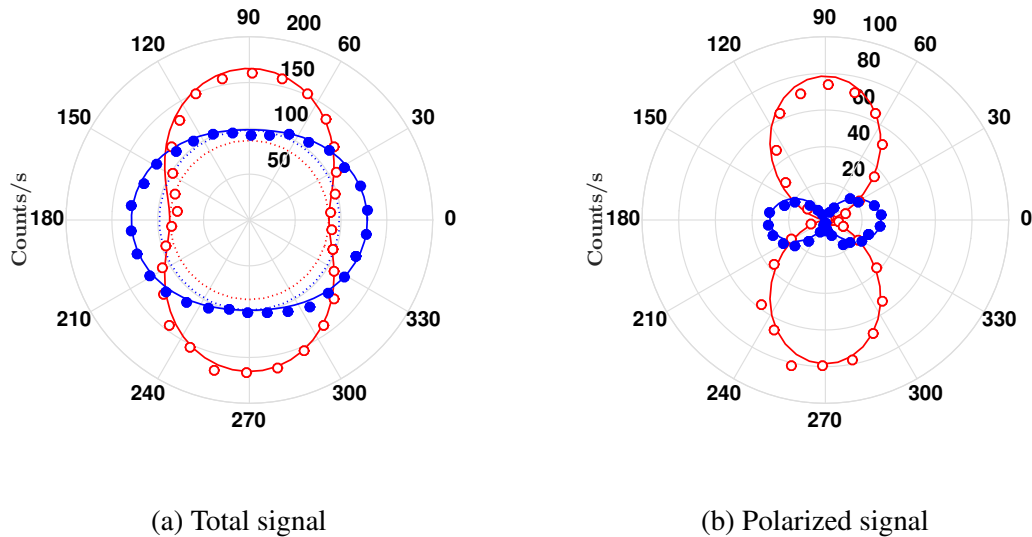 90 200 90 100
120 60 120 80 60
150 60
150 30 150 40 30
100
50 20
Counts/s 180 0 Counts/s 180 0
210 330 210 330
240 300 240 300
270 270
(a) Total signal (b) Polarized signal